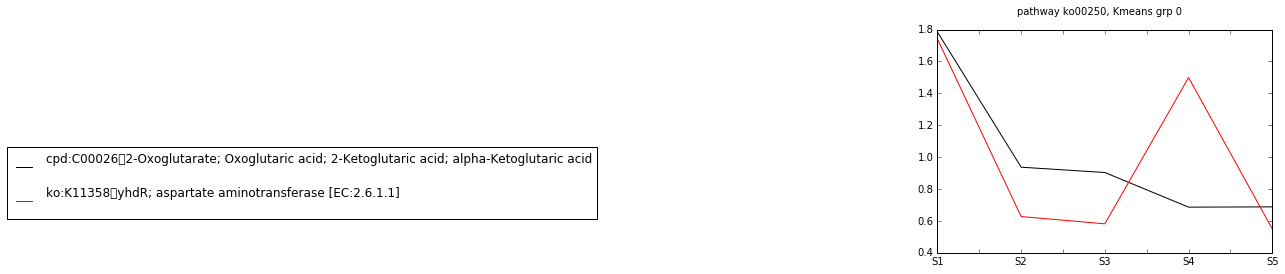 pathway ko00250, Kmeans grp 0
cpd:C00026▯2-Oxoglutarate; Oxoglutaric acid; 2-Ketoglutaric acid; alpha-Ketoglutaric acid
ko:K11358▯yhdR; aspartate aminotransferase [EC:2.6.1.1]
1.8
1.6
1.4
1.2
1.0
0.8
0.6
0.4
S1 S2 S3 S4 S5